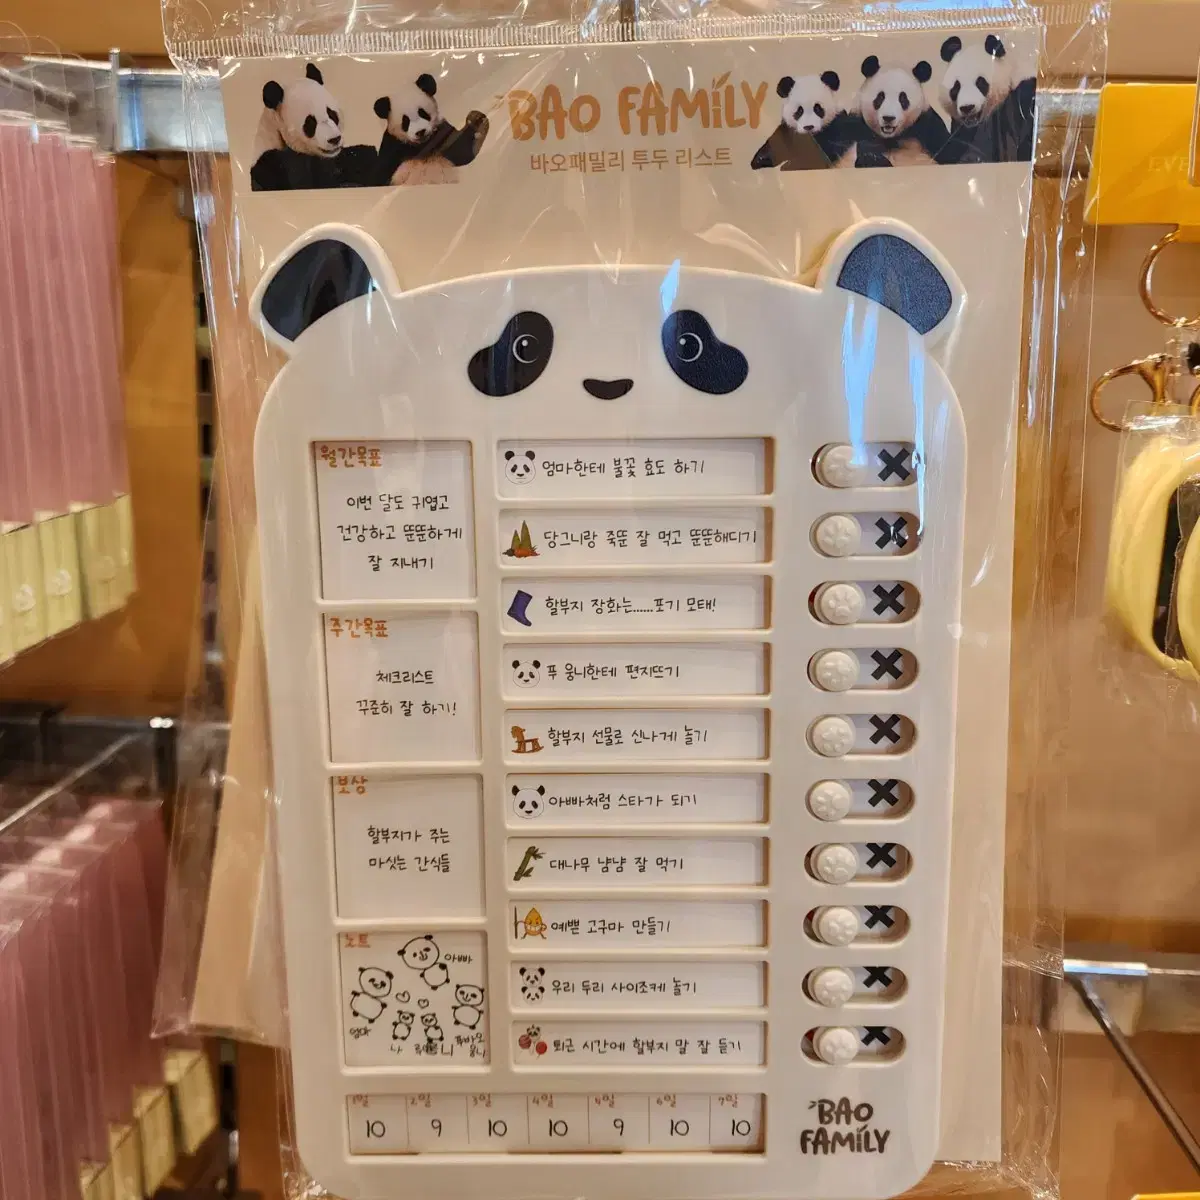 BAO FAMILY
바오패밀리 투두 리스트
월간목표
이번 달도 귀엽고
건강하고 뚠뚠하게
잘 지내기
주간목표
체크리스트
꾸준히 잘 하기!
보상
할부지가 주는
마싯는 간식들
노트
아빠
엄마
나
엄마한테 불꽃 효도 하기
당그니랑 죽뚠 잘 먹고 뚠뚠해디기
할부지 장화는......포기 모태!
푸 웅니한테 편지뜨기
할부지 선물로 신나게 놀기
아빠처럼 스타가 되기
대나무 냠냠 잘 먹기
예쁜 고구마 만들기
우리 두리 사이조케 놀기
퇴근 시간에 할부지 말 잘 듣기
1일 2일 3일 4일 4일 6일 7일
10 9 10 10 9 10 10
BAO
FAMILY
EVE